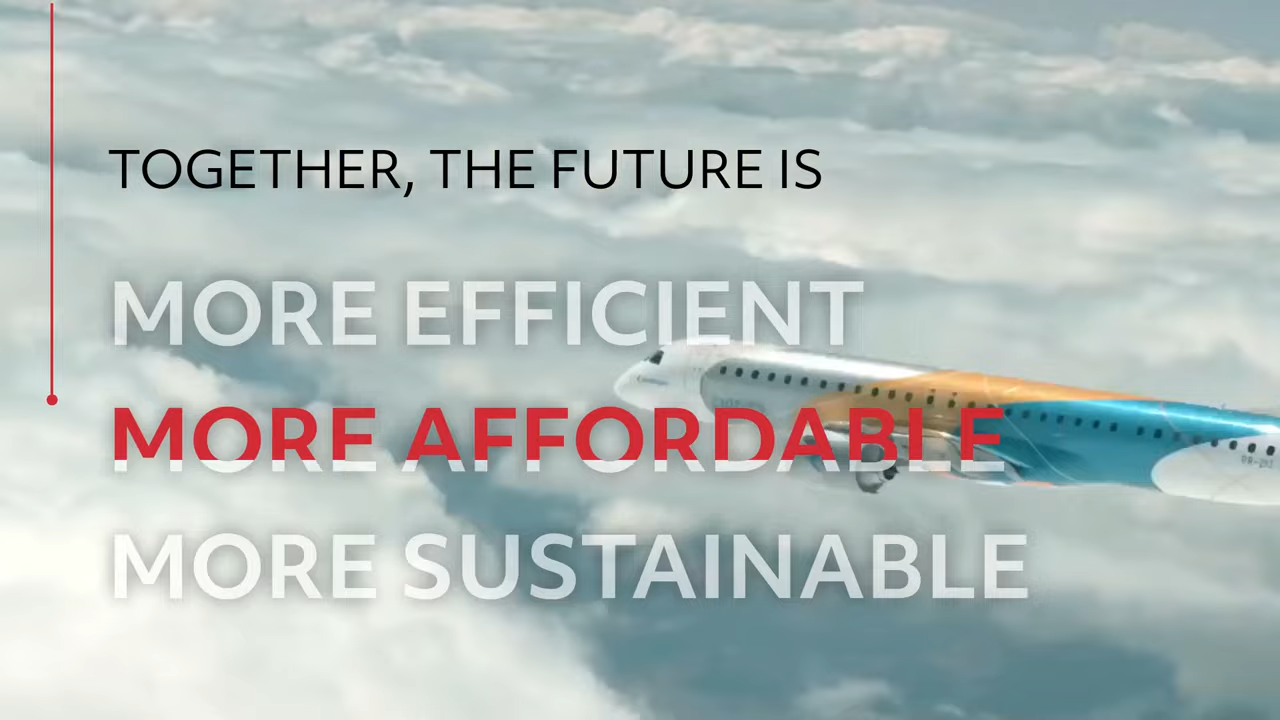 TOGETHER, THE FUTURE IS
MORE EFFICIENT
MORE AFFORDABLE
MORE SUSTAINABLE